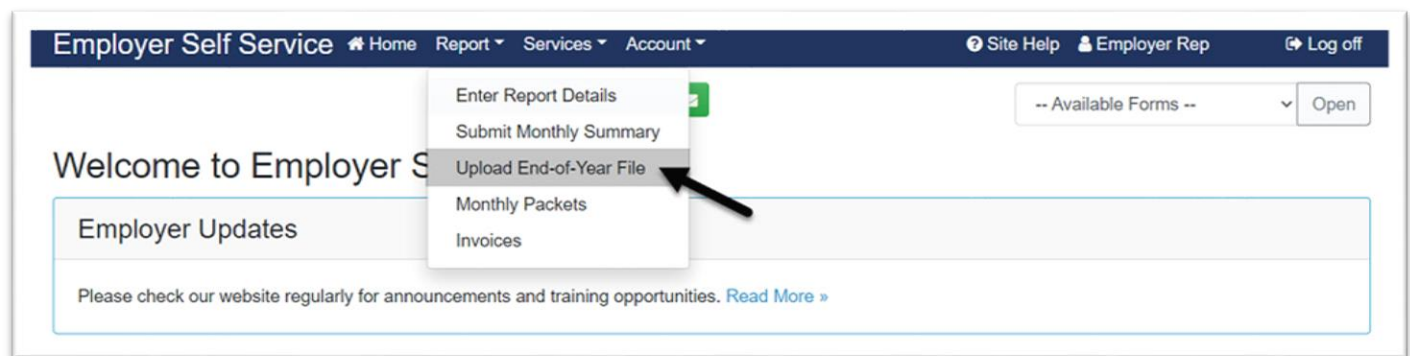 Employer Self Service Home Report Services Account Site Help Employer Rep Log off
Enter Report Details
-- Available Forms -- Open
Submit Monthly Summary
Welcome to Employer S
Upload End-of-Year File
Monthly Packets
Employer Updates
Invoices
Please check our website regularly for announcements and training opportunities. Read More »